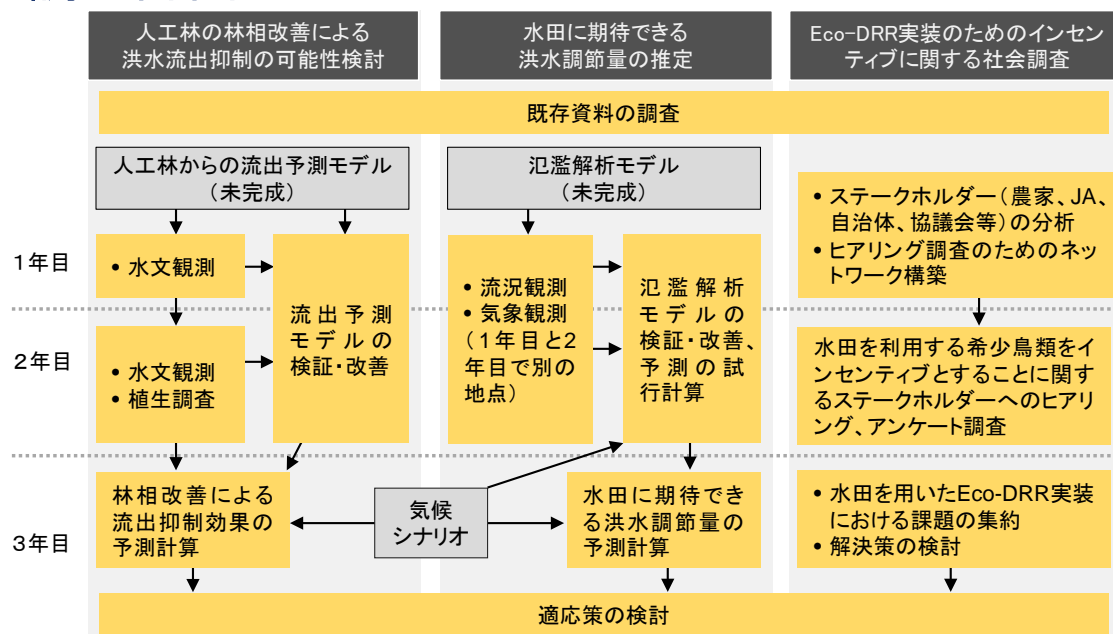 人工林の林相改善による
洪水流出抑制の可能性検討
水田に期待できる
洪水調節量の推定
Eco-DRR実装のためのインセン
ティブに関する社会調査
既存資料の調査
人工林からの流出予測モデル
(未完成)
氾濫解析モデル
(未完成)
1年目
• 水文観測
流出予測
モデルの
検証・改善
• 流況観測
• 気象観測
(1年目と2
年目で別の
地点)
氾濫解析
モデルの
検証・改善、
予測の試
行計算
• ステークホルダー(農家、JA、
自治体、協議会等)の分析
• ヒアリング調査のためのネッ
トワーク構築
2年目
• 水文観測
• 植生調査
水田を利用する希少鳥類をイ
ンセンティブとすることに関す
るステークホルダーへのヒアリ
ング、アンケート調査
3年目
林相改善による
流出抑制効果の
予測計算
気候
シナリオ
水田に期待でき
る洪水調節量の
予測計算
• 水田を用いたEco-DRR実装
における課題の集約
• 解決策の検討
適応策の検討